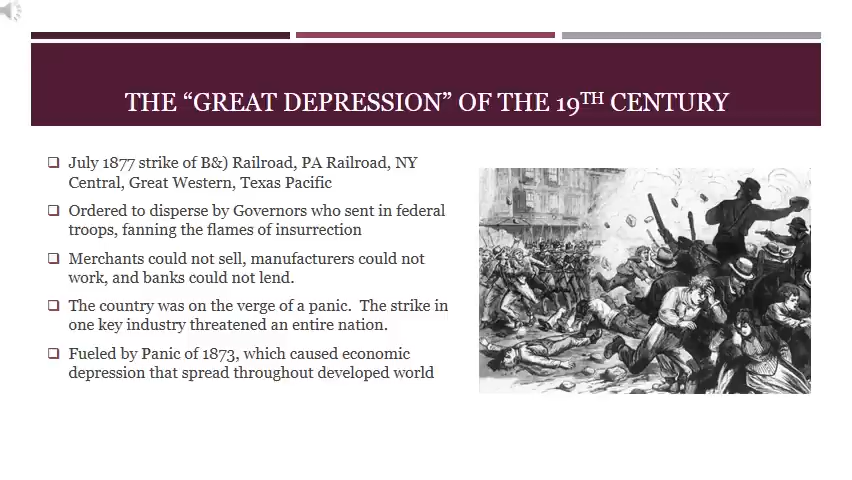 THE “GREAT DEPRESSION” OF THE 19TH CENTURY
July 1877 strike of B&) Railroad, PA Railroad, NY
Central, Great Western, Texas Pacific
Ordered to disperse by Governors who sent in federal
troops, fanning the flames of insurrection
Merchants could not sell, manufacturers could not
work, and banks could not lend.
The country was on the verge of a panic.  The strike in
one key industry threatened an entire nation.
Fueled by Panic of 1873, which caused economic
depression that spread throughout developed world